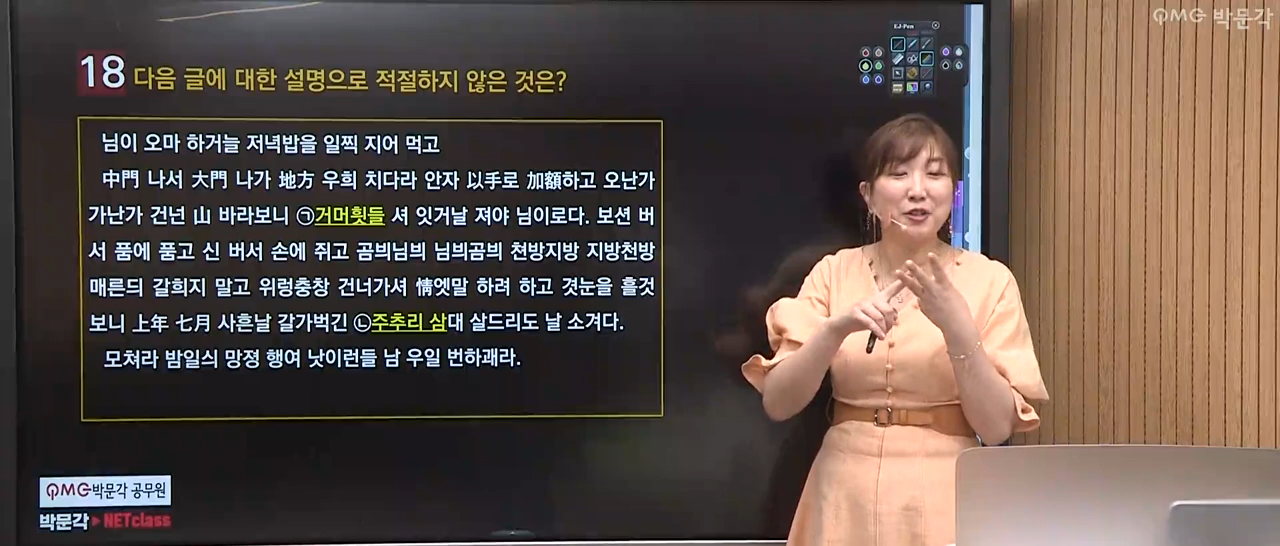 QMG 박문각
EJ-Pen
18 다음 글에 대한 설명으로 적절하지 않은 것은?
님이 오마 하거늘 저녁밥을 일찍 지어 먹고
中門 나서 大門 나가 地方 우희 치다라 안자 以手로 加額하고 오난가
가난가 건넌 山 바라보니 ㉠거머횟들 셔 잇거날 져야 님이로다. 보션 버
서 품에 품고 신 버서 손에 쥐고 곰븨님븨 님븨곰븨 쳔방지방 지방천방
매른듸 갈희지 말고 위렁충창 건너가셔 情엣말 하려 하고 겻눈을 흘긧
보니 上年 七月 사흔날 갈가벅긴 ㉡주추리 삼대 살드리도 날 소겨다.
모쳐라 밤일싀 망졍 행여 낫이런들 남 우일 번하괘라.
QMG박문각 공무원
박문각 NETclass